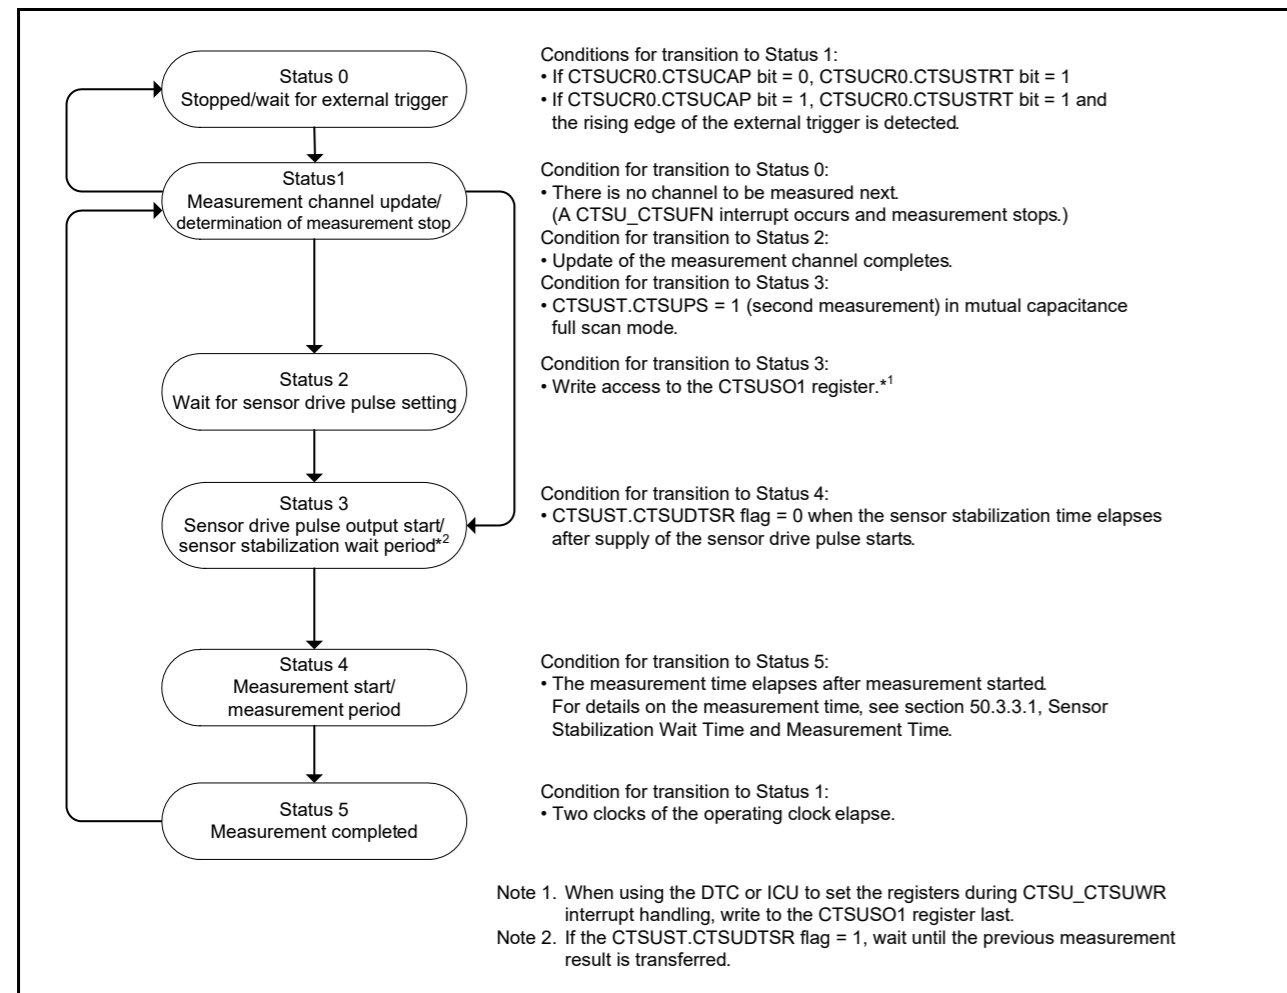 Status 0
Stopped/wait for external trigger
Conditions for transition to Status 1:
• If CTSUCR0.CTSUCAP bit = 0, CTSUCR0.CTSUSTRT bit = 1
• If CTSUCR0.CTSUCAP bit = 1, CTSUCR0.CTSUSTRT bit = 1 and
the rising edge of the external trigger is detected.
Status1
Measurement channel update/
determination of measurement stop
Condition for transition to Status 0:
• There is no channel to be measured next.
(A CTSU_CTSUFN interrupt occurs and measurement stops.)
Condition for transition to Status 2:
• Update of the measurement channel completes.
Condition for transition to Status 3:
• CTSUST.CTSUPS = 1 (second measurement) in mutual capacitance
full scan mode.
Status 2
Wait for sensor drive pulse setting
Condition for transition to Status 3:
• Write access to the CTSUSO1 register.*1
Status 3
Sensor drive pulse output start/
sensor stabilization wait period*2
Condition for transition to Status 4:
• CTSUST.CTSUDTSR flag = 0 when the sensor stabilization time elapses
after supply of the sensor drive pulse starts.
Status 4
Measurement start/
measurement period
Condition for transition to Status 5:
• The measurement time elapses after measurement started.
For details on the measurement time, see section 50.3.3.1, Sensor
Stabilization Wait Time and Measurement Time.
Status 5
Measurement completed
Condition for transition to Status 1:
• Two clocks of the operating clock elapse.
Note 1. When using the DTC or ICU to set the registers during CTSU_CTSUWR
interrupt handling, write to the CTSUSO1 register last.
Note 2. If the CTSUST.CTSUDTSR flag = 1, wait until the previous measurement
result is transferred.